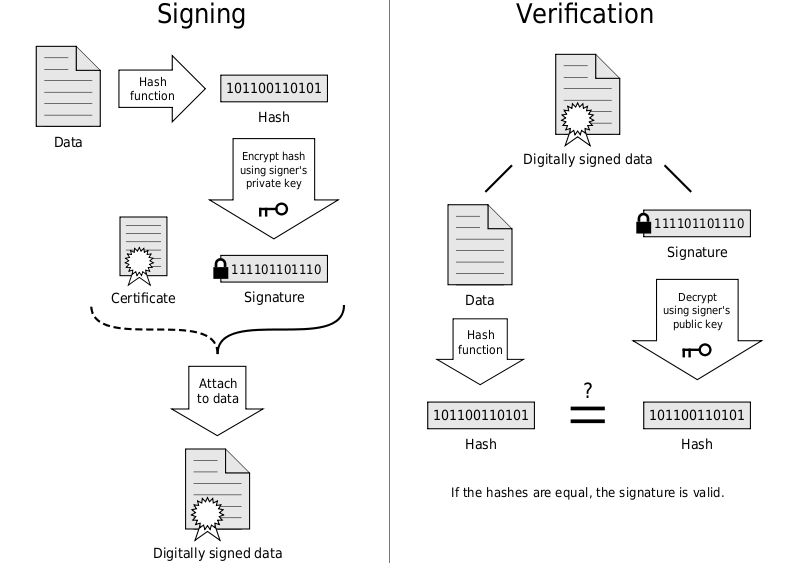 Signing
Hash
function
Data
101100110101
Hash
Encrypt hash
using signer's
private key
Certificate
111101101110
Signature
Attach
to data
Digitally signed data
Verification
Digitally signed data
Data
111101101110
Signature
Hash
function
Decrypt
using signer's
public key
101100110101
Hash
?
=
101100110101
Hash
If the hashes are equal, the signature is valid.